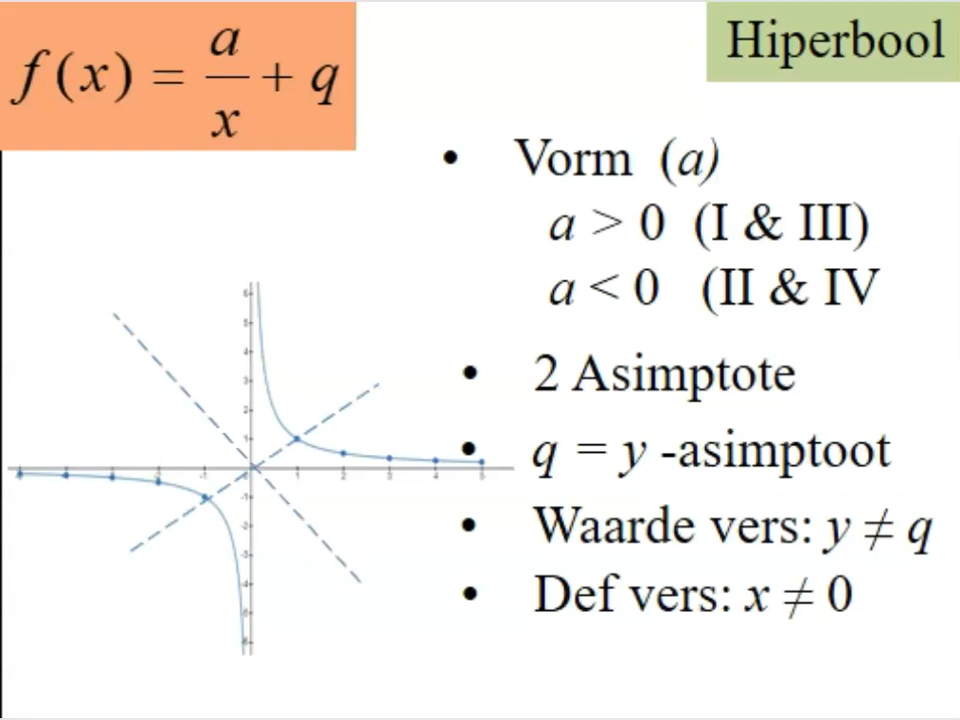 f(x) = a/x + q
Hiperbool
• Vorm (a)
a > 0 (I & III)
a < 0 (II & IV
• 2 Asimptote
• q = y -asimptoot
• Waarde vers: y ≠ q
• Def vers: x ≠ 0